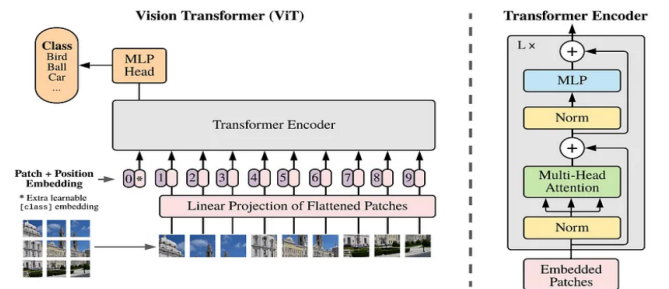 Vision Transformer (ViT)
Class
Bird
Ball
Car
...
MLP
Head
Transformer Encoder
Patch + Position
Embedding
* Extra learnable
[class] embedding
0 * 1 2 3 4 5 6 7 8 9
Linear Projection of Flattened Patches
Transformer Encoder
L ×
+
MLP
Norm
+
Multi-Head
Attention
Norm
Embedded
Patches